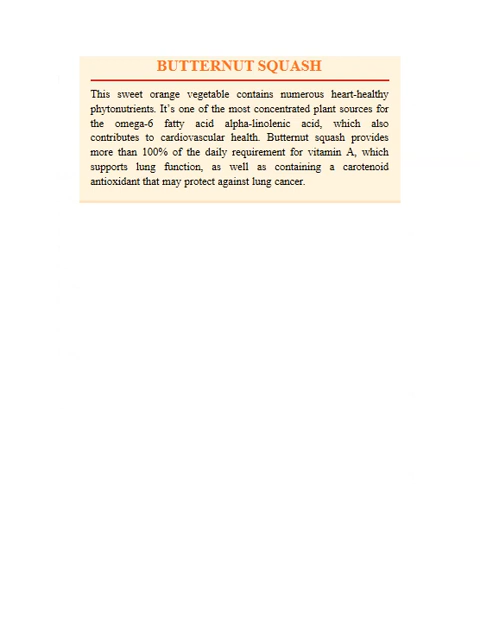 BUTTERNUT SQUASH
This sweet orange vegetable contains numerous heart-healthy
phytonutrients. It's one of the most concentrated plant sources for
the omega-6 fatty acid alpha-linolenic acid, which also
contributes to cardiovascular health. Butternut squash provides
more than 100% of the daily requirement for vitamin A, which
supports lung function, as well as containing a carotenoid
antioxidant that may protect against lung cancer.